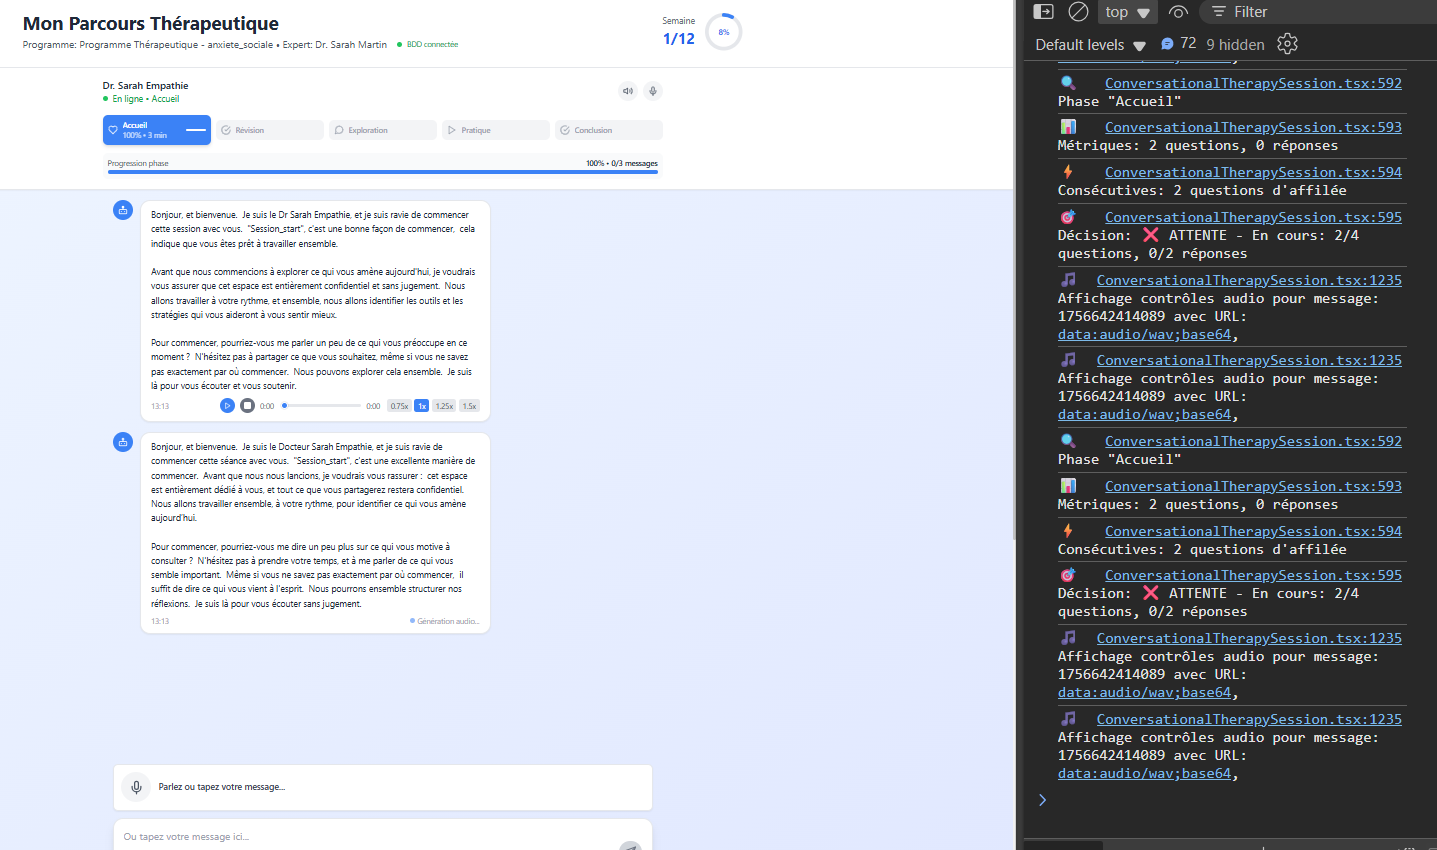 Mon Parcours Thérapeutique
Programme: Programme Thérapeutique - anxiete_sociale • Expert: Dr. Sarah Martin
BDD connectée
Semaine
1/12
8%
Dr. Sarah Empathie
En ligne • Accueil
Accueil
100% • 3 min
Révision
Exploration
Pratique
Conclusion
Progression phase
100% • 0/3 messages
Bonjour, et bienvenue. Je suis le Dr Sarah Empathie, et je suis ravie de commencer
cette session avec vous. "Session_start", c'est une bonne façon de commencer, cela
indique que vous êtes prêt à travailler ensemble.
Avant que nous commencions à explorer ce qui vous amène aujourd'hui, je voudrais
vous assurer que cet espace est entièrement confidentiel et sans jugement. Nous
allons travailler à votre rythme, et ensemble, nous allons identifier les outils et les
stratégies qui vous aideront à vous sentir mieux.
Pour commencer, pourriez-vous me parler un peu de ce qui vous préoccupe en ce
moment ? N'hésitez pas à partager ce que vous souhaitez, même si vous ne savez
pas exactement par où commencer. Nous pouvons explorer cela ensemble. Je suis
là pour vous écouter et vous soutenir.
13:13
0:00
0:00
0.75x
1x
1.25x
1.5x
Bonjour, et bienvenue. Je suis le Docteur Sarah Empathie, et je suis ravie de
commencer cette séance avec vous. "Session_start", c'est une excellente manière de
commencer. Avant que nous nous lancions, je voudrais vous rassurer : cet espace
est entièrement dédié à vous, et tout ce que vous partagerez restera confidentiel.
Nous allons travailler ensemble, à votre rythme, pour identifier ce qui vous amène
aujourd'hui.
Pour commencer, pourriez-vous me dire un peu plus sur ce qui vous motive à
consulter ? N'hésitez pas à prendre votre temps, et à me parler de ce qui vous
semble important. Même si vous ne savez pas exactement par où commencer, il
suffit de dire ce qui vous vient à l'esprit. Nous pourrons ensemble structurer nos
réflexions. Je suis là pour vous écouter sans jugement.
13:13
Génération audio...
Parlez ou tapez votre message...
Ou tapez votre message ici...
top
Filter
Default levels
72
9 hidden
ConversationalTherapySession.tsx:592
Phase "Accueil"
ConversationalTherapySession.tsx:593
Métriques: 2 questions, 0 réponses
ConversationalTherapySession.tsx:594
Consécutives: 2 questions d'affilée
ConversationalTherapySession.tsx:595
Décision: ❌ ATTENTE - En cours: 2/4
questions, 0/2 réponses
ConversationalTherapySession.tsx:1235
Affichage contrôles audio pour message:
1756642414089 avec URL:
data:audio/wav;base64,
ConversationalTherapySession.tsx:1235
Affichage contrôles audio pour message:
1756642414089 avec URL:
data:audio/wav;base64,
ConversationalTherapySession.tsx:592
Phase "Accueil"
ConversationalTherapySession.tsx:593
Métriques: 2 questions, 0 réponses
ConversationalTherapySession.tsx:594
Consécutives: 2 questions d'affilée
ConversationalTherapySession.tsx:595
Décision: ❌ ATTENTE - En cours: 2/4
questions, 0/2 réponses
ConversationalTherapySession.tsx:1235
Affichage contrôles audio pour message:
1756642414089 avec URL:
data:audio/wav;base64,
ConversationalTherapySession.tsx:1235
Affichage contrôles audio pour message:
1756642414089 avec URL:
data:audio/wav;base64,